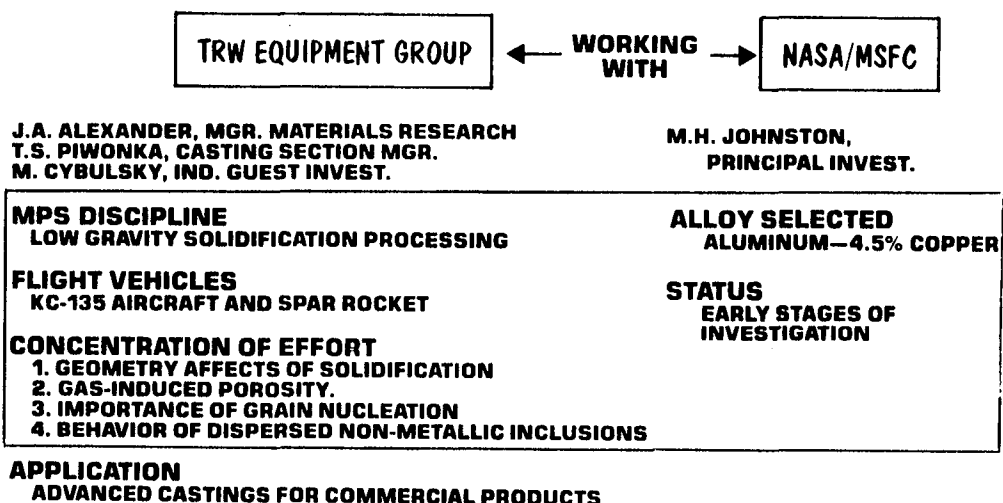 TRW EQUIPMENT GROUP
WORKING
WITH
NASA/MSFC
J.A. ALEXANDER, MGR. MATERIALS RESEARCH
T.S. PIWONKA, CASTING SECTION MGR.
M. CYBULSKY, IND. GUEST INVEST.
M.H. JOHNSTON,
PRINCIPAL INVEST.
MPS DISCIPLINE
LOW GRAVITY SOLIDIFICATION PROCESSING
FLIGHT VEHICLES
KC-135 AIRCRAFT AND SPAR ROCKET
CONCENTRATION OF EFFORT
1. GEOMETRY AFFECTS OF SOLIDIFICATION
2. GAS-INDUCED POROSITY.
3. IMPORTANCE OF GRAIN NUCLEATION
4. BEHAVIOR OF DISPERSED NON-METALLIC INCLUSIONS
ALLOY SELECTED
ALUMINUM—4.5% COPPER
STATUS
EARLY STAGES OF
INVESTIGATION
APPLICATION
ADVANCED CASTINGS FOR COMMERCIAL PRODUCTS